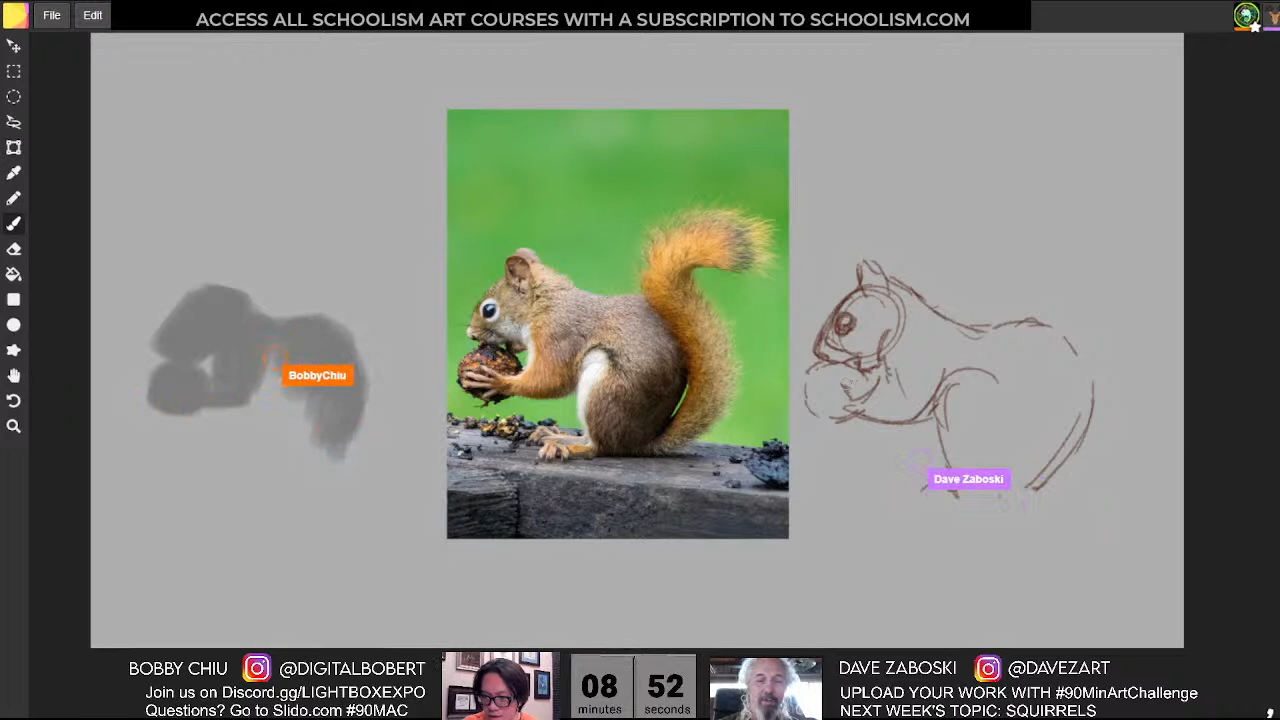 File Edit
ACCESS ALL SCHOOLISM ART COURSES WITH A SUBSCRIPTION TO SCHOOLISM.COM
BobbyChiu
Dave Zaboski
BOBBY CHIU @DIGITALBOBERT
Join us on Discord.gg/LIGHTBOXEXPO
Questions? Go to Slido.com #90MAC
08 52
minutes seconds
DAVE ZABOSKI @DAVEZART
UPLOAD YOUR WORK WITH #90MinArtChallenge
NEXT WEEK'S TOPIC: SQUIRRELS